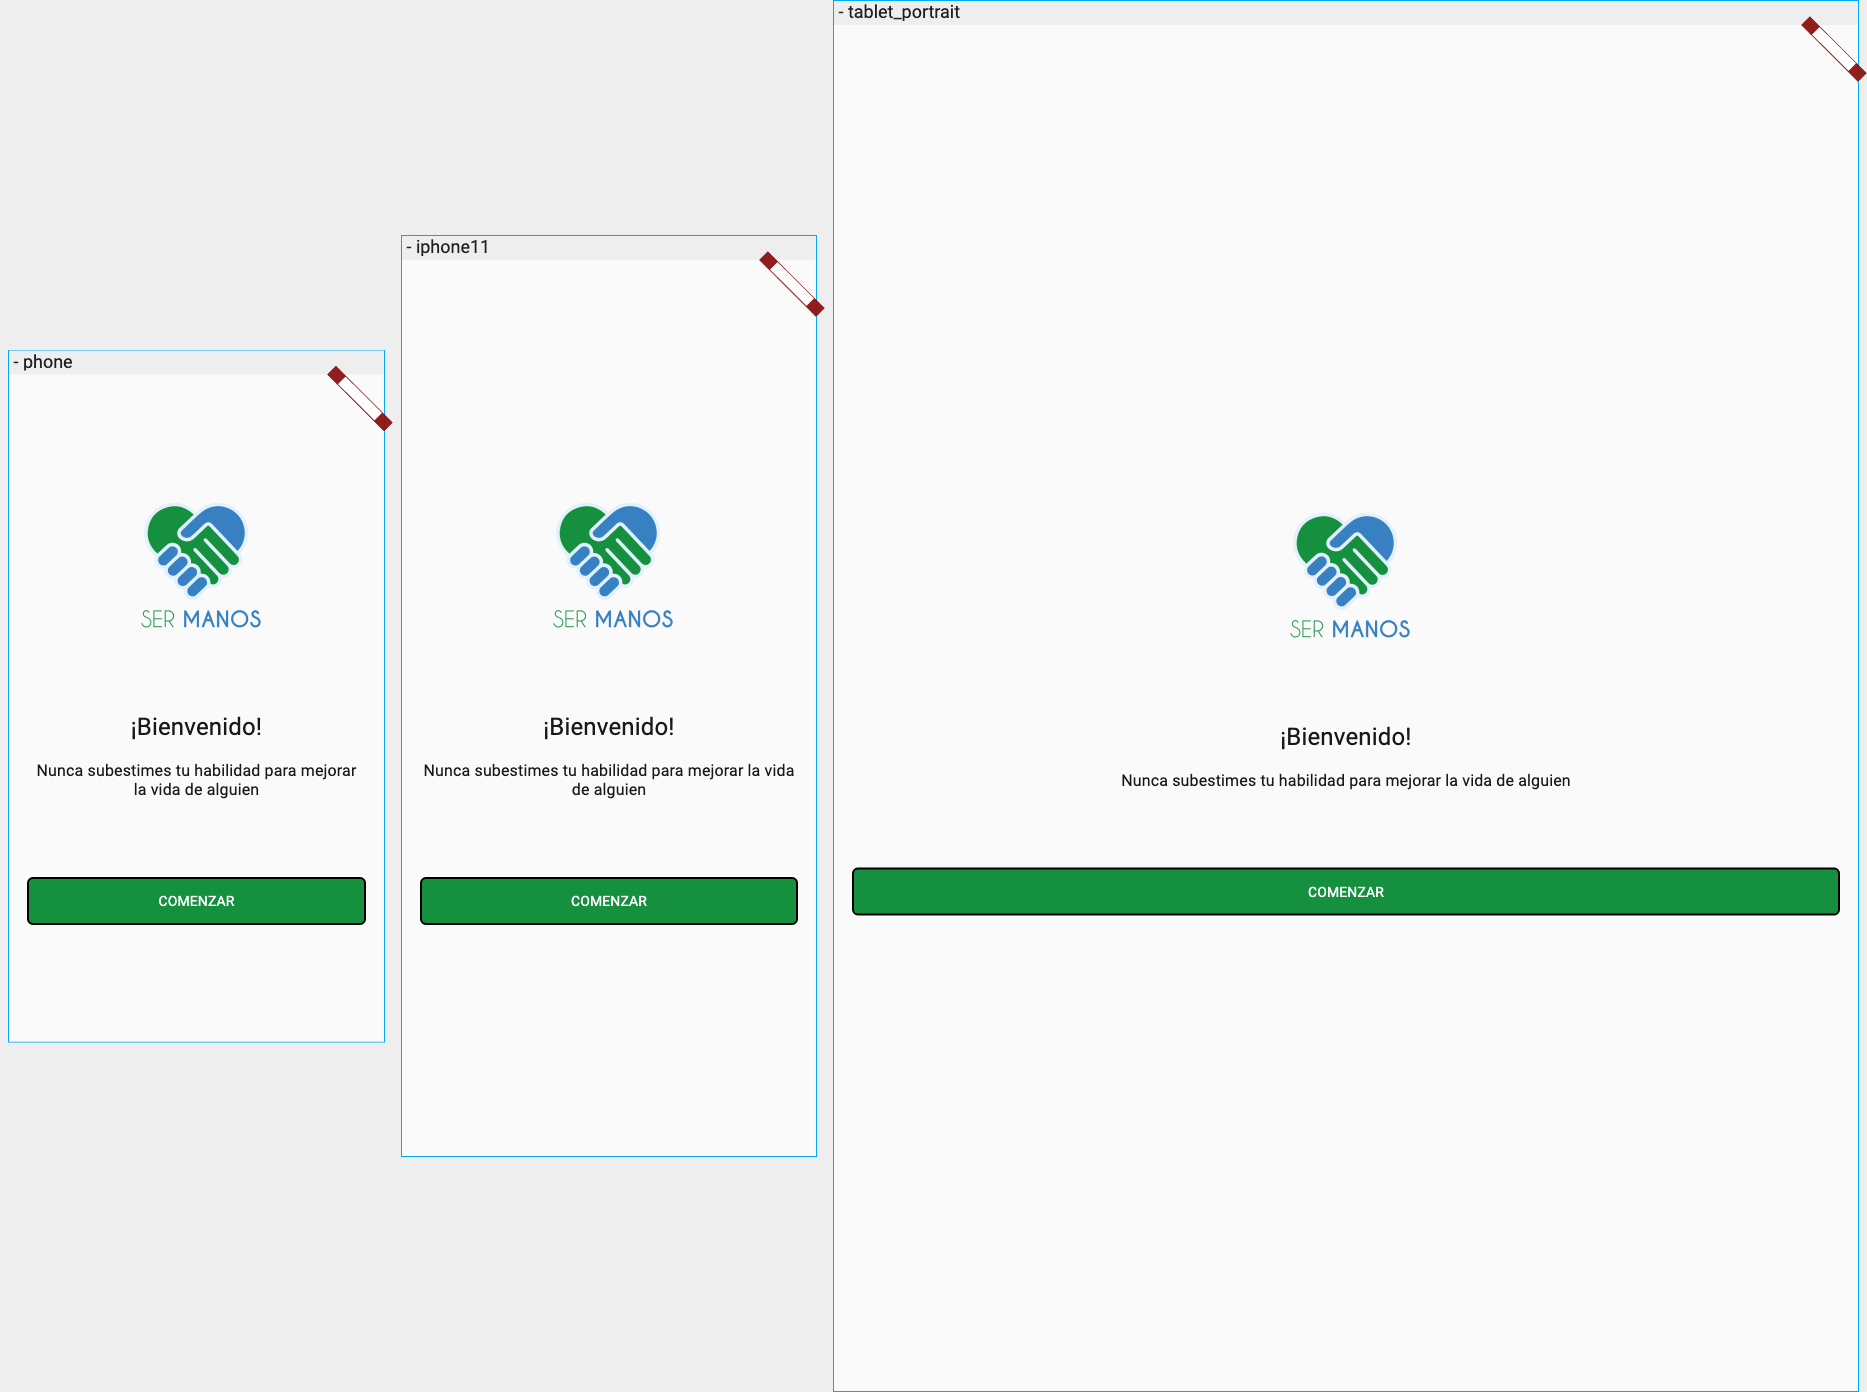 - phone
SER MANOS
¡Bienvenido!
Nunca subestimes tu habilidad para mejorar
la vida de alguien
COMENZAR
- iphone11
SER MANOS
¡Bienvenido!
Nunca subestimes tu habilidad para mejorar la vida
de alguien
COMENZAR
- tablet_portrait
SER MANOS
¡Bienvenido!
Nunca subestimes tu habilidad para mejorar la vida de alguien
COMENZAR